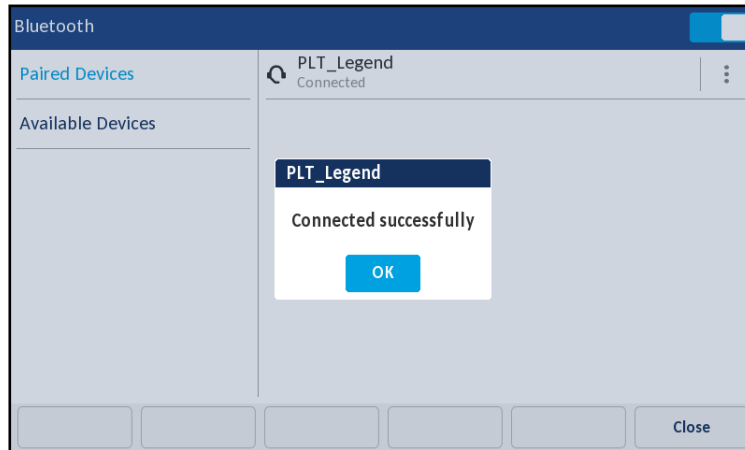 Bluetooth
Paired Devices
PLT_Legend
Connected
Available Devices
PLT_Legend
Connected successfully
OK
Close